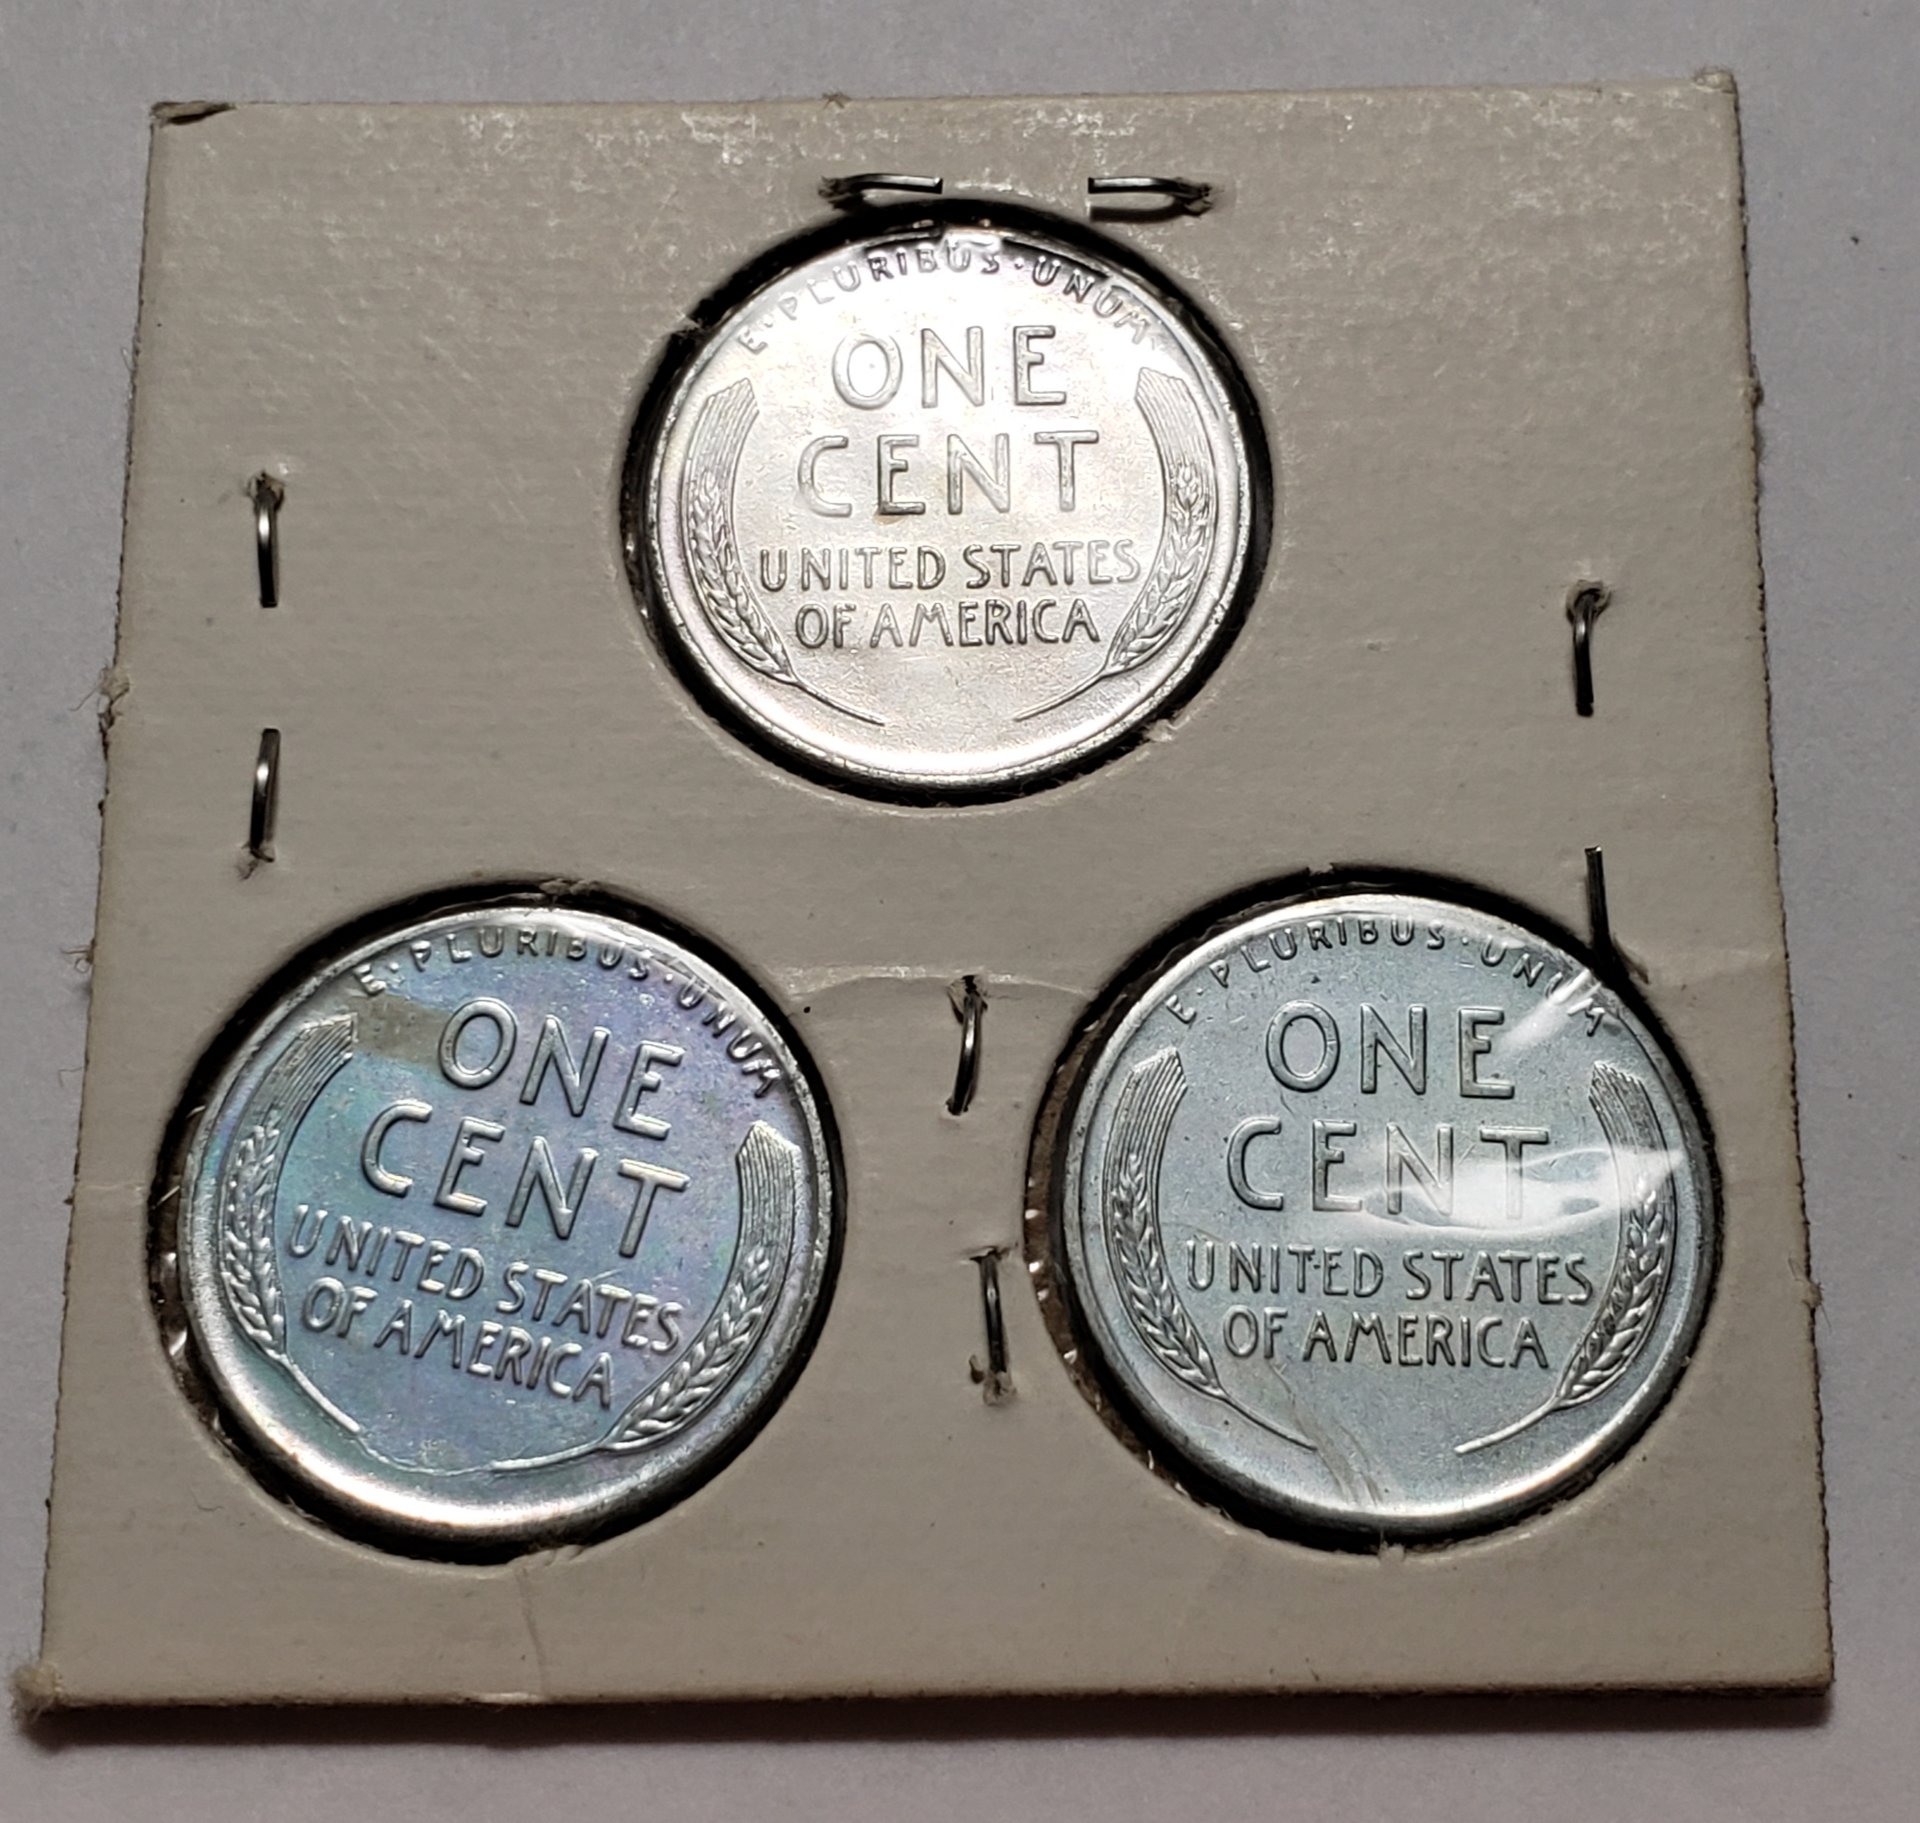 E·PLURIBUS·UNUM
ONE
CENT
UNITED STATES
OF AMERICA
E·PLURIBUS·UNUM
ONE
CENT
UNITED STATES
OF AMERICA
E·PLURIBUS·UNUM
ONE
CENT
UNITED STATES
OF AMERICA